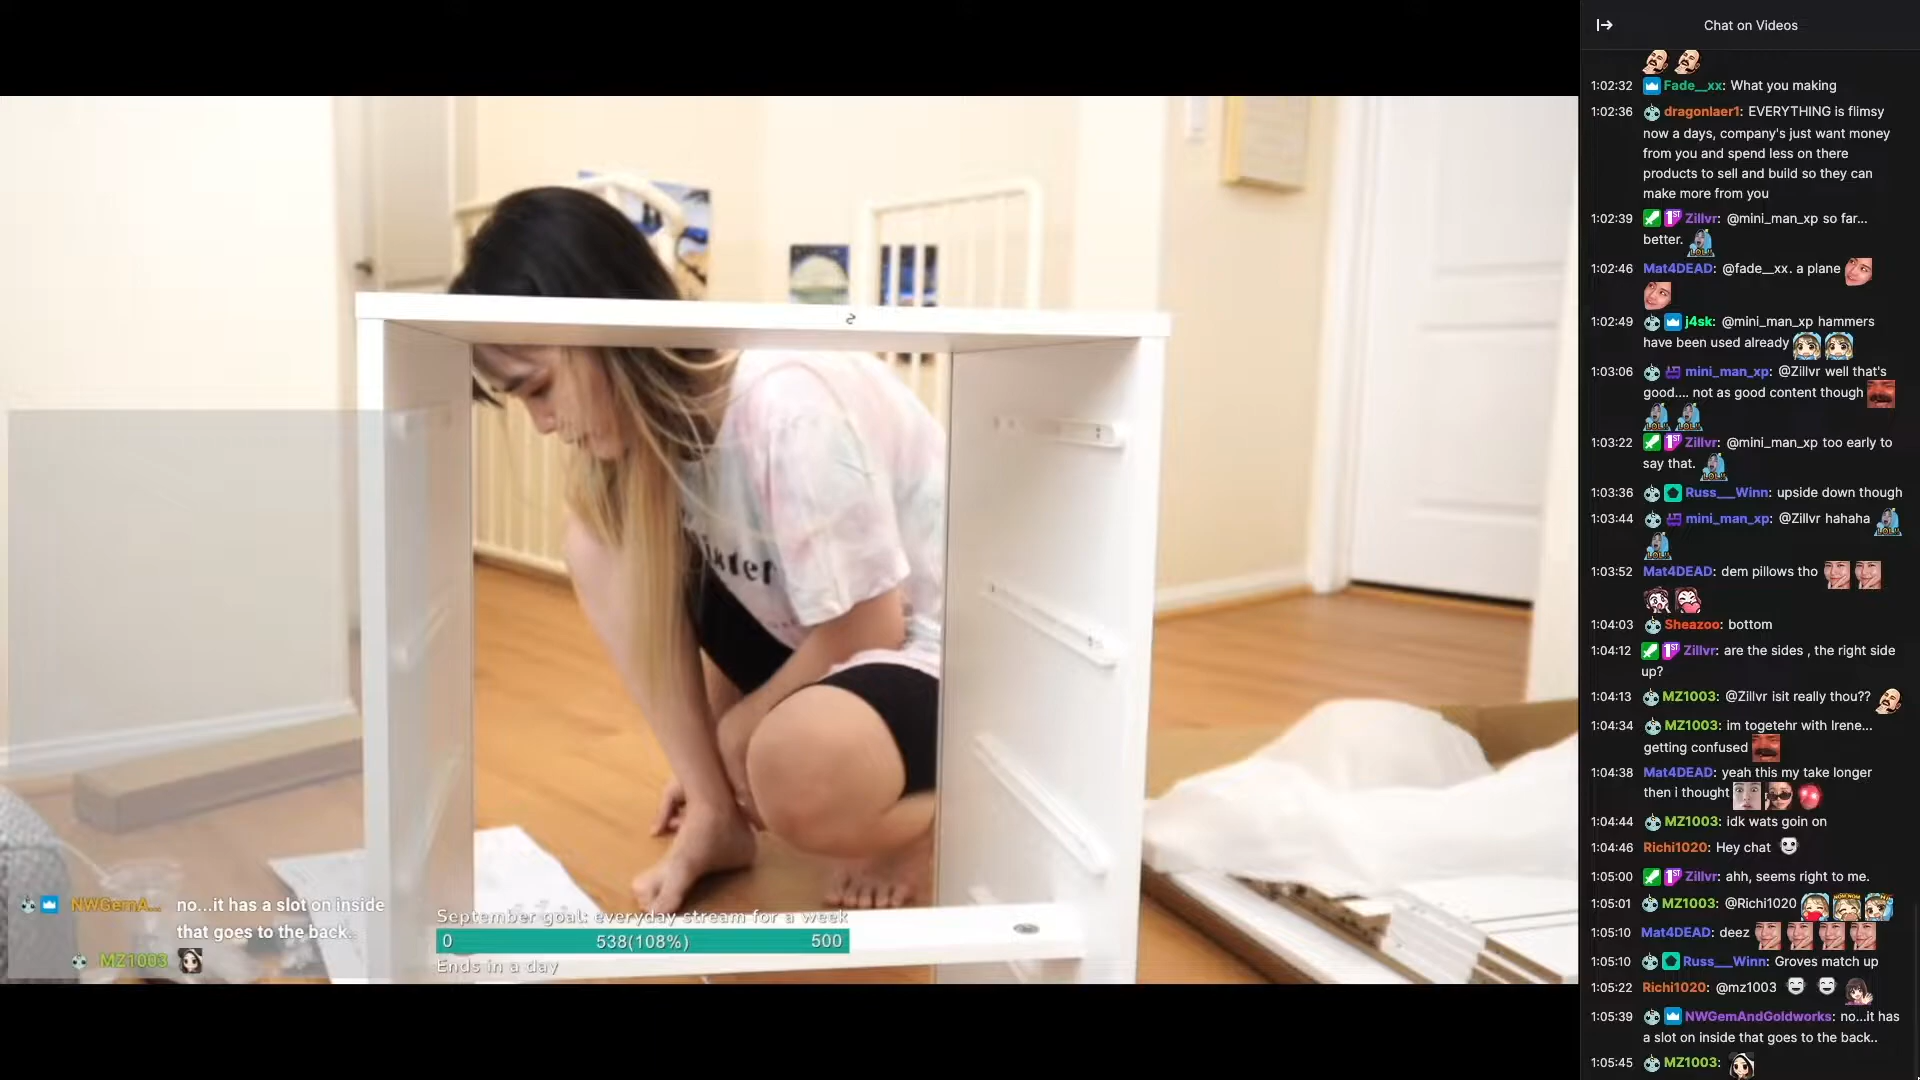 Chat on Videos
1:02:32 Fade__xx: What you making
1:02:36 dragonlaer1: EVERYTHING is flimsy
now a days, company's just want money
from you and spend less on there
products to sell and build so they can
make more from you
1:02:39 1ST Zillvr: @mini_man_xp so far...
better. LOL!!
1:02:46 Mat4DEAD: @fade__xx. a plane
1:02:49 j4sk: @mini_man_xp hammers
have been used already
1:03:06 mini_man_xp: @Zillvr well that's
good.... not as good content though
LOL!! LOL!!
1:03:22 1ST Zillvr: @mini_man_xp too early to
say that. LOL!!
1:03:36 Russ___Winn: upside down though
1:03:44 mini_man_xp: @Zillvr hahaha LOL!!
LOL!!
1:03:52 Mat4DEAD: dem pillows tho
1:04:03 Sheazoo: bottom
1:04:12 1ST Zillvr: are the sides , the right side
up?
1:04:13 MZ1003: @Zillvr isit really thou??
1:04:34 MZ1003: im togetehr with Irene...
getting confused
1:04:38 Mat4DEAD: yeah this my take longer
then i thought
1:04:44 MZ1003: idk wats goin on
1:04:46 Richi1020: Hey chat
1:05:00 1ST Zillvr: ahh, seems right to me.
1:05:01 MZ1003: @Richi1020
1:05:10 Mat4DEAD: deez
1:05:10 Russ___Winn: Groves match up
1:05:22 Richi1020: @mz1003
1:05:39 NWGemAndGoldworks: no...it has
a slot on inside that goes to the back..
1:05:45 MZ1003:
NWGemA... no...it has a slot on inside
that goes to the back..
MZ1003
September goal: everyday stream for a week
0 538(108%) 500
Ends in a day